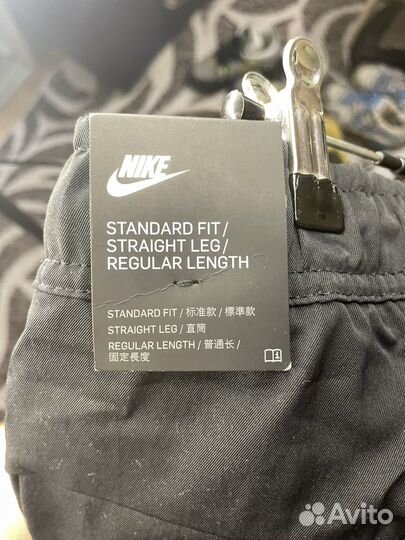 NIKE
STANDARD FIT/
STRAIGHT LEG/
REGULAR LENGTH
STANDARD FIT / 标准款 / 標準款
STRAIGHT LEG / 直筒
REGULAR LENGTH / 普通长 /
固定長度
Avito